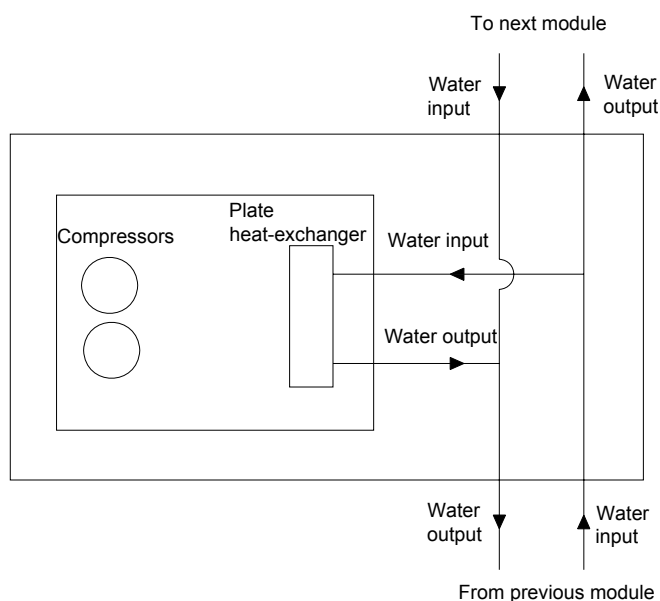 To next module
Water
input
Water
output
Plate
heat-exchanger
Compressors
Water input
Water output
Water
output
Water
input
From previous module